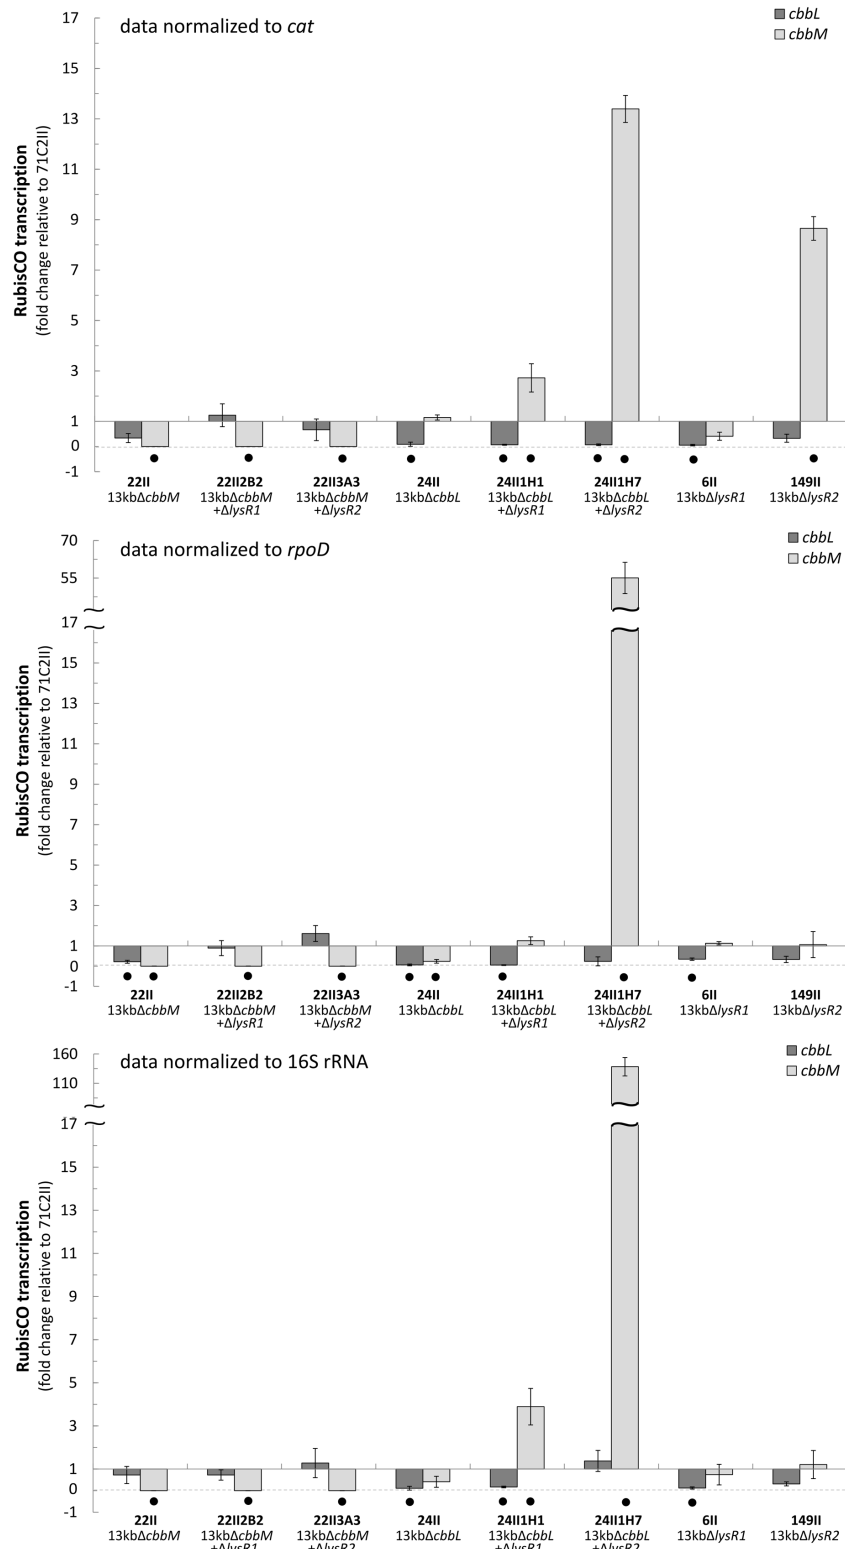 data normalized to cat
cbbL
cbbM
RubisCO transcription
(fold change relative to 71C2II)
17
15
13
11
9
7
5
3
1
0
-1
22II 22II2B2 22II3A3 24II 24II1H1 24II1H7 6II 149II
13kbΔcbbM 13kbΔcbbM 13kbΔcbbM 13kbΔcbbL 13kbΔcbbL 13kbΔcbbL 13kbΔlysR1 13kbΔlysR2
+ΔlysR1 +ΔlysR2 +ΔlysR1 +ΔlysR2
data normalized to rpoD
cbbL
cbbM
RubisCO transcription
(fold change relative to 71C2II)
70
55
17
15
13
11
9
7
5
3
1
0
-1
22II 22II2B2 22II3A3 24II 24II1H1 24II1H7 6II 149II
13kbΔcbbM 13kbΔcbbM 13kbΔcbbM 13kbΔcbbL 13kbΔcbbL 13kbΔcbbL 13kbΔlysR1 13kbΔlysR2
+ΔlysR1 +ΔlysR2 +ΔlysR1 +ΔlysR2
data normalized to 16S rRNA
cbbL
cbbM
RubisCO transcription
(fold change relative to 71C2II)
160
110
17
15
13
11
9
7
5
3
1
0
-1
22II 22II2B2 22II3A3 24II 24II1H1 24II1H7 6II 149II
13kbΔcbbM 13kbΔcbbM 13kbΔcbbM 13kbΔcbbL 13kbΔcbbL 13kbΔcbbL 13kbΔlysR1 13kbΔlysR2
+ΔlysR1 +ΔlysR2 +ΔlysR1 +ΔlysR2